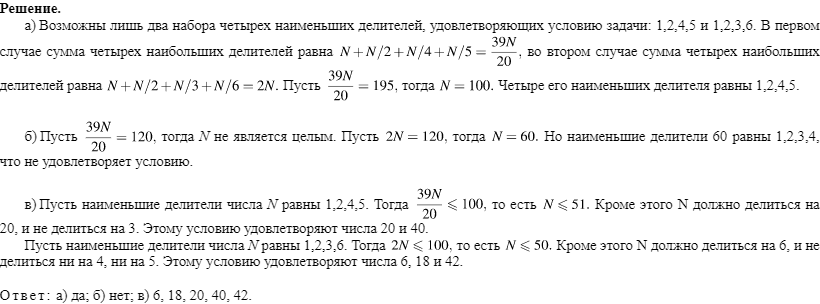 Решение.
а) Возможны лишь два набора четырех наименьших делителей, удовлетворяющих условию задачи: 1,2,4,5 и 1,2,3,6. В первом
случае сумма четырех наибольших делителей равна N + N/2 + N/4 + N/5 = 39N/20, во втором случае сумма четырех наибольших
делителей равна N + N/2 + N/3 + N/6 = 2N. Пусть 39N/20 = 195, тогда N = 100. Четыре его наименьших делителя равны 1,2,4,5.
б) Пусть 39N/20 = 120, тогда N не является целым. Пусть 2N = 120, тогда N = 60. Но наименьшие делители 60 равны 1,2,3,4,
что не удовлетворяет условию.
в) Пусть наименьшие делители числа N равны 1,2,4,5. Тогда 39N/20 ⩽ 100, то есть N ⩽ 51. Кроме этого N должно делиться на
20, и не делиться на 3. Этому условию удовлетворяют числа 20 и 40.
Пусть наименьшие делители числа N равны 1,2,3,6. Тогда 2N ⩽ 100, то есть N ⩽ 50. Кроме этого N должно делиться на 6, и не
делиться ни на 4, ни на 5. Этому условию удовлетворяют числа 6, 18 и 42.
Ответ: а) да; б) нет; в) 6, 18, 20, 40, 42.